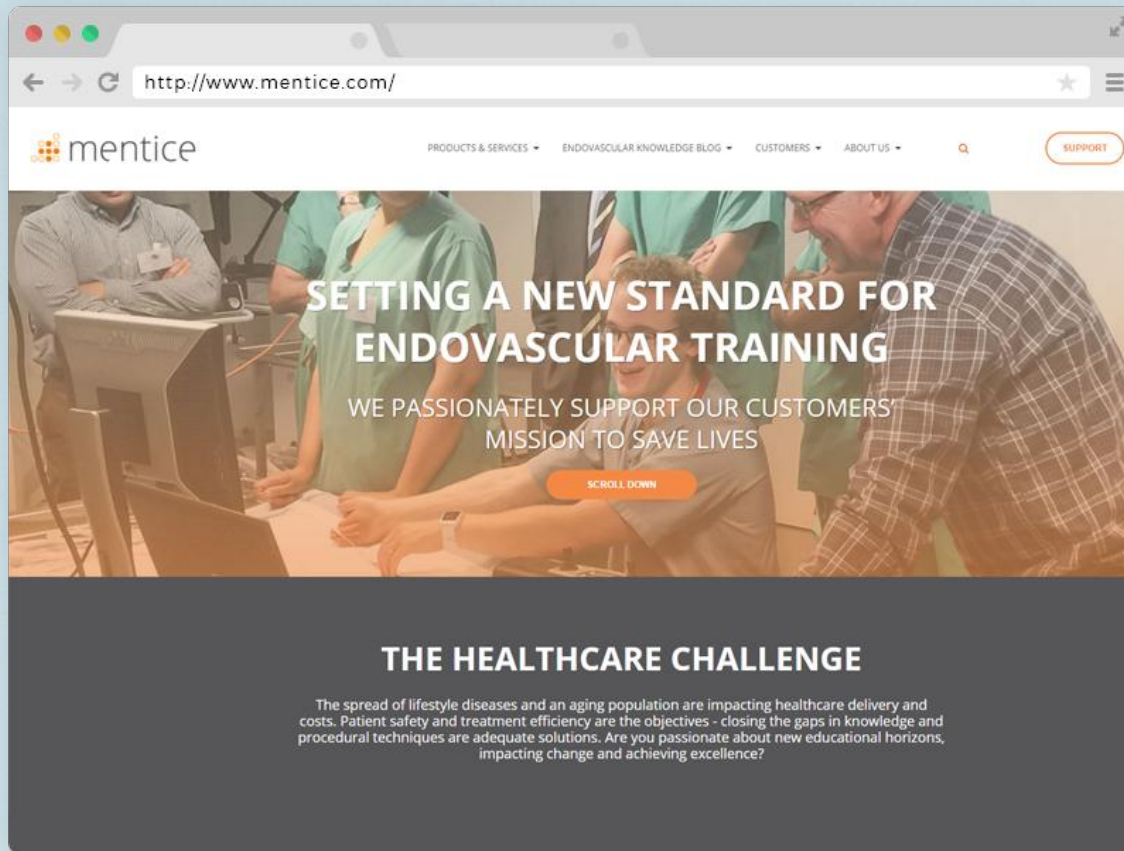 http://www.mentice.com/
mentice
PRODUCTS & SERVICES
ENDOVASCULAR KNOWLEDGE BLOG
CUSTOMERS
ABOUT US
SUPPORT
SETTING A NEW STANDARD FOR
ENDOVASCULAR TRAINING
WE PASSIONATELY SUPPORT OUR CUSTOMERS'
MISSION TO SAVE LIVES
SCROLL DOWN
THE HEALTHCARE CHALLENGE
The spread of lifestyle diseases and an aging population are impacting healthcare delivery and
costs. Patient safety and treatment efficiency are the objectives - closing the gaps in knowledge and
procedural techniques are adequate solutions. Are you passionate about new educational horizons,
impacting change and achieving excellence?